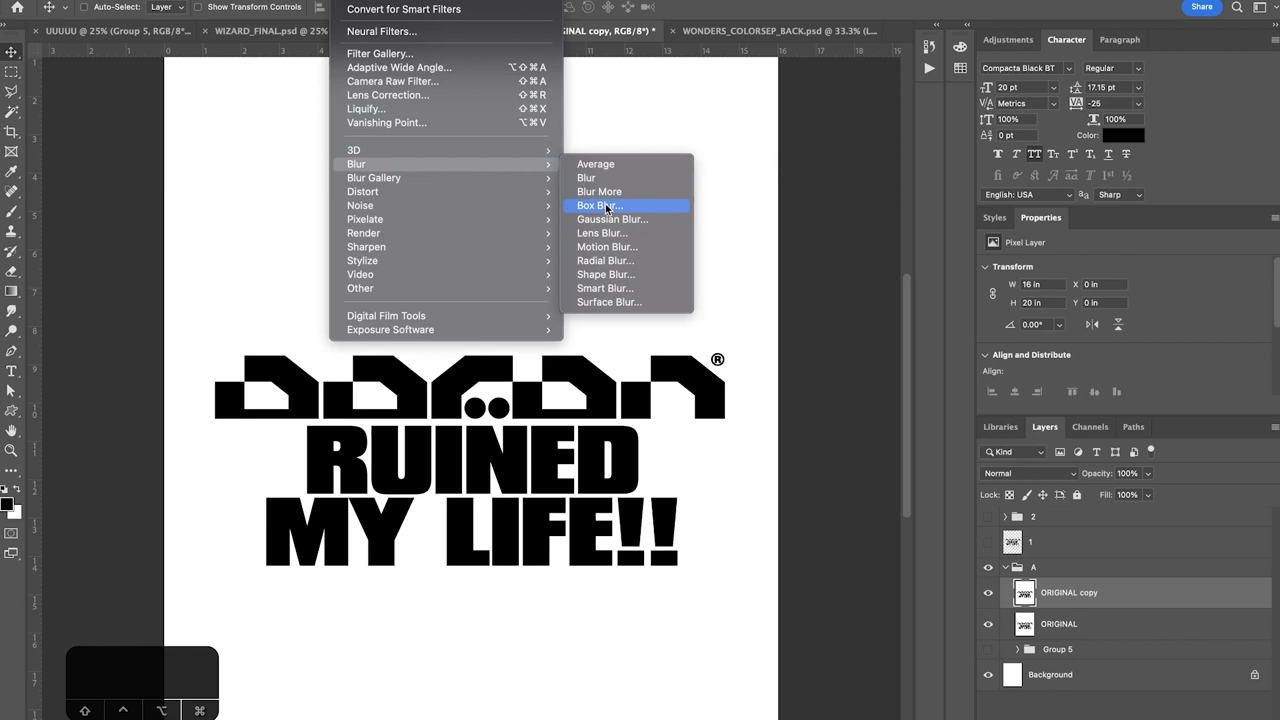 Convert for Smart Filters
Auto-Select:
Layer
Show Transform Controls
Share
Neural Filters...
UUUUU @ 25% (Group 5, RGB/8*...
WIZARD_FINAL.psd @ 25%
GINAL copy, RGB/8*) *
WONDERS_COLORSEP_BACK.psd @ 33.3% (L...
Filter Gallery...
Adaptive Wide Angle... ⌥⇧⌘A
Camera Raw Filter... ⇧⌘A
Lens Correction... ⇧⌘R
Liquify... ⇧⌘X
Vanishing Point... ⌥⌘V
3D
Blur
Blur Gallery
Distort
Noise
Pixelate
Render
Sharpen
Stylize
Video
Other
Digital Film Tools
Exposure Software
Average
Blur
Blur More
Box Blur...
Gaussian Blur...
Lens Blur...
Motion Blur...
Radial Blur...
Shape Blur...
Smart Blur...
Surface Blur...
®
RUINED
MY LIFE!!
Adjustments
Character
Paragraph
Compacta Black BT
Regular
20 pt
17.15 pt
Metrics
-25
100%
100%
0 pt
Color:
English: USA
Sharp
Styles
Properties
Pixel Layer
Transform
W 16 in
X 0 in
H 20 in
Y 0 in
0.00°
Align and Distribute
Align:
Libraries
Layers
Channels
Paths
Kind
Normal
Opacity: 100%
Lock:
Fill: 100%
2
1
A
ORIGINAL copy
ORIGINAL
Group 5
Background